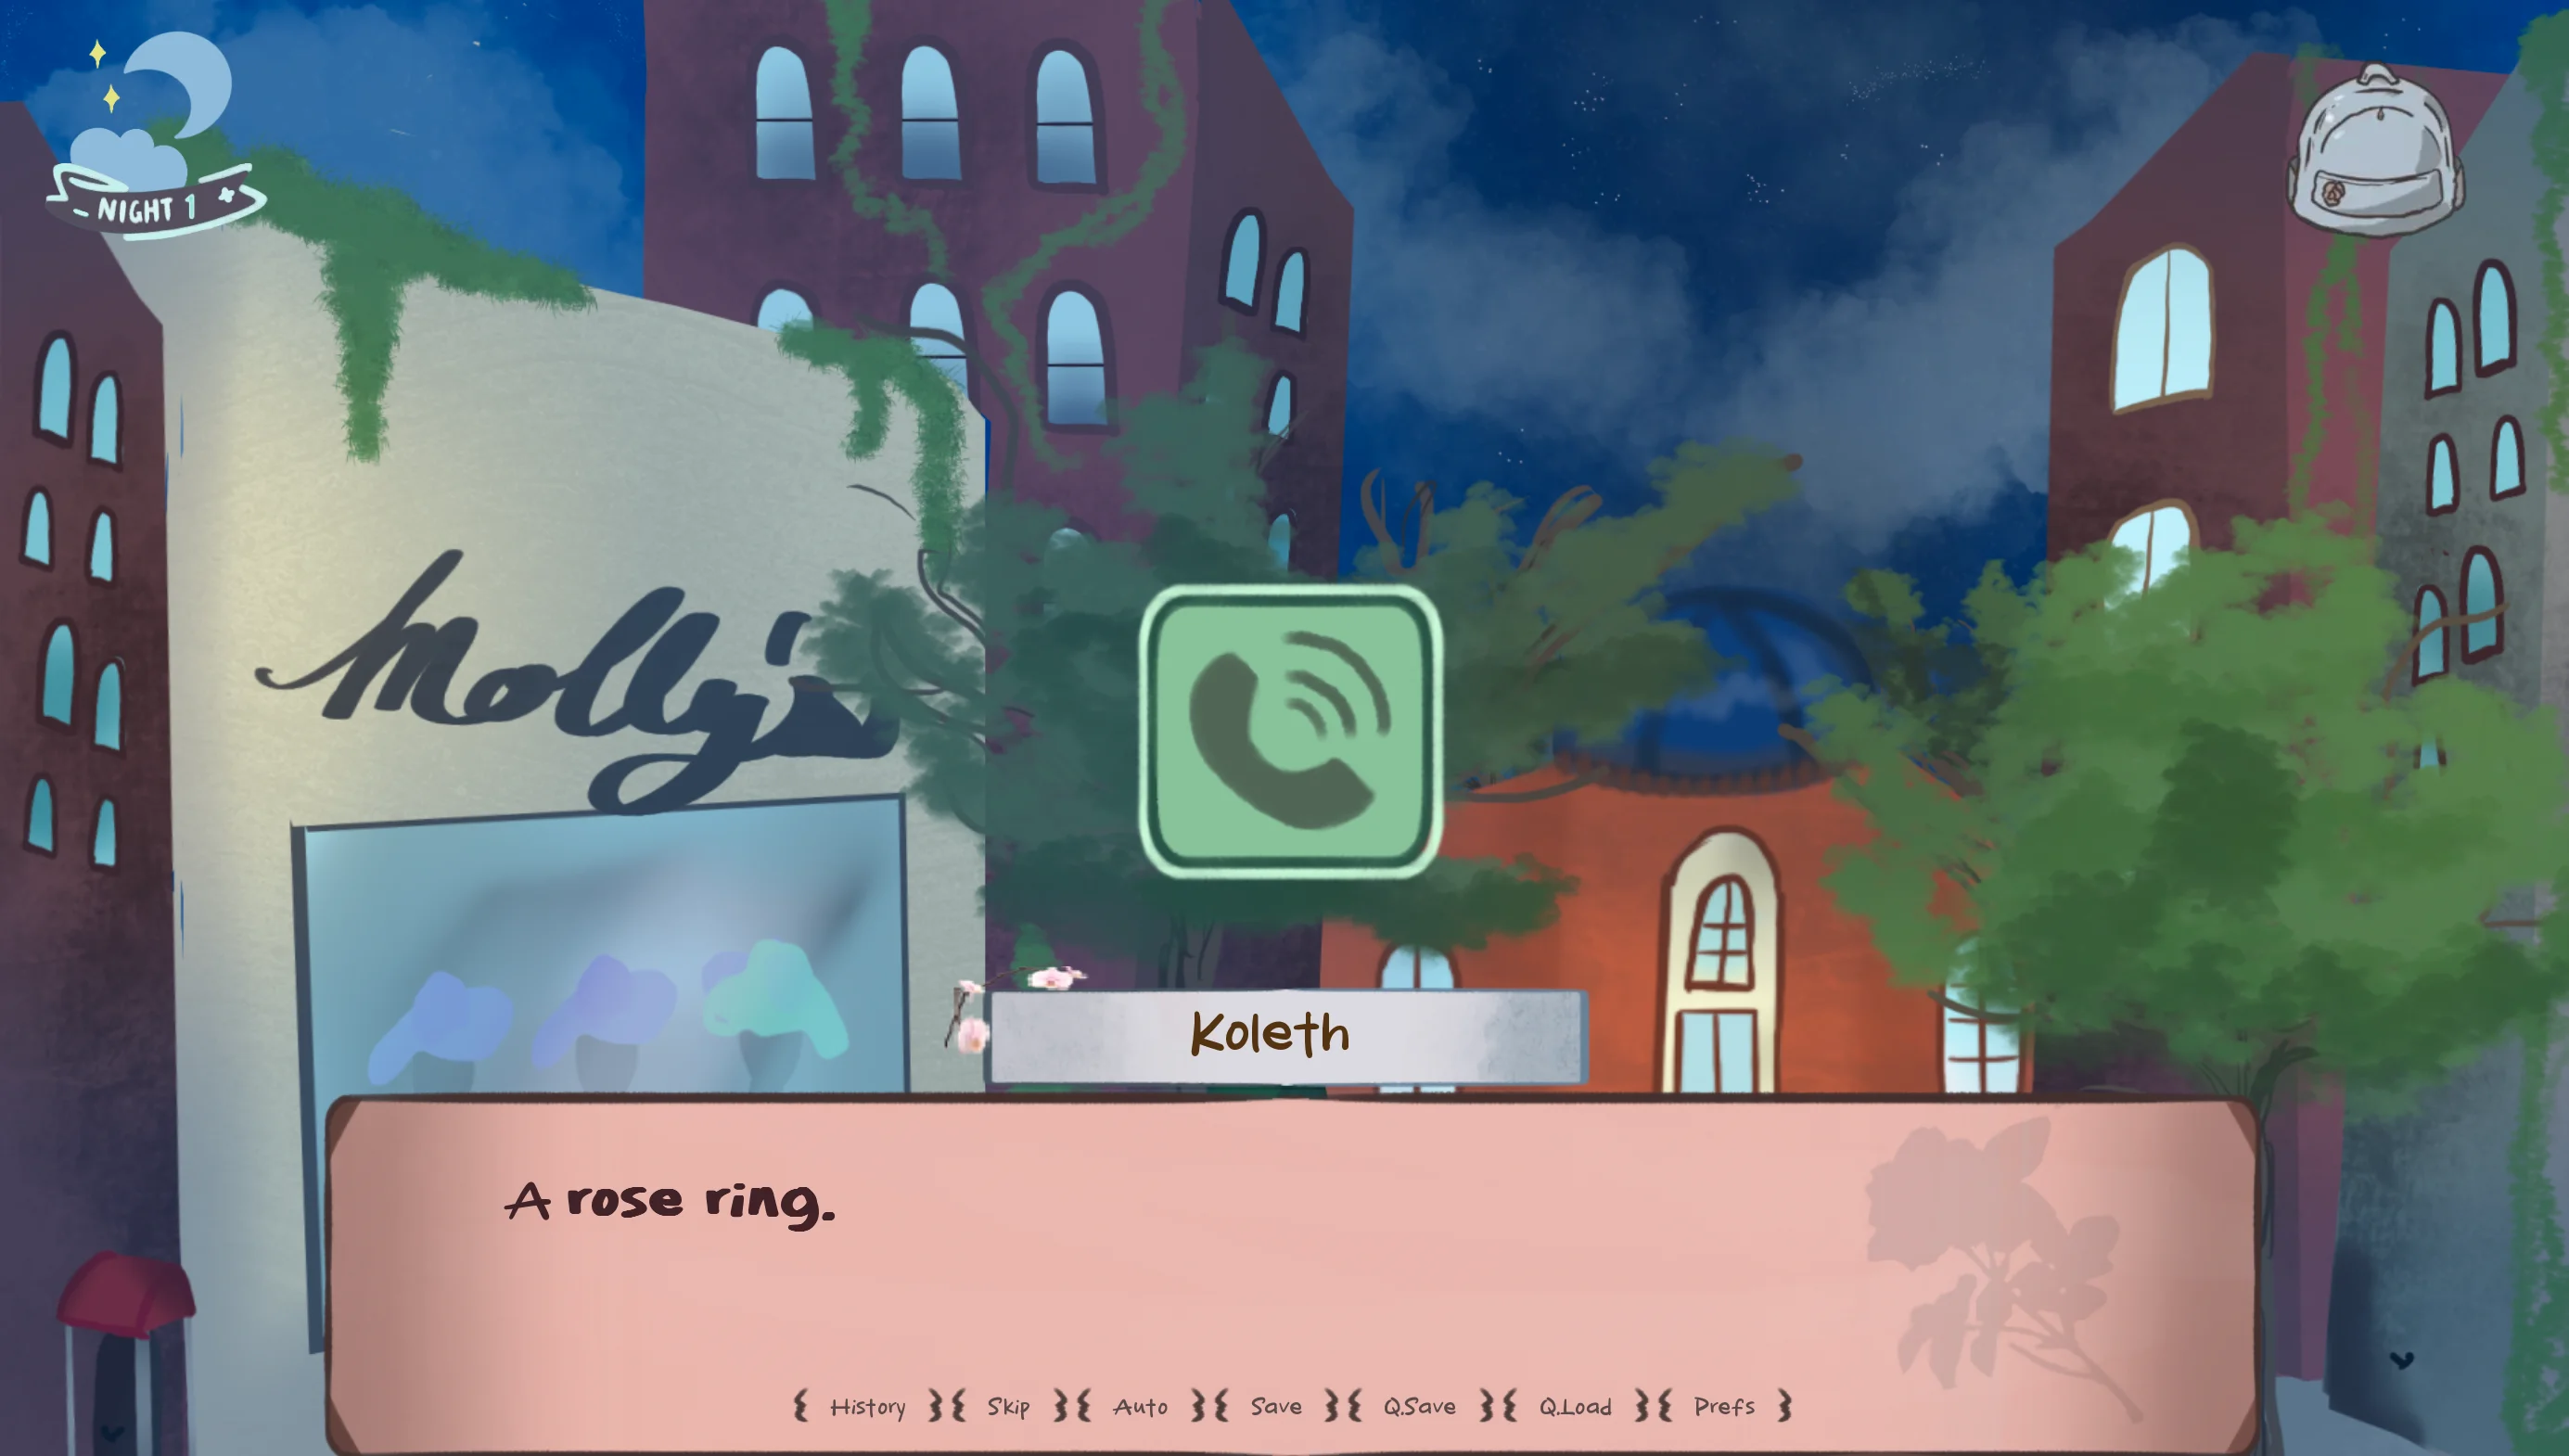 NIGHT 1
Molly's
Koleth
A rose ring.
History Skip Auto Save Q.Save Q.Load Prefs